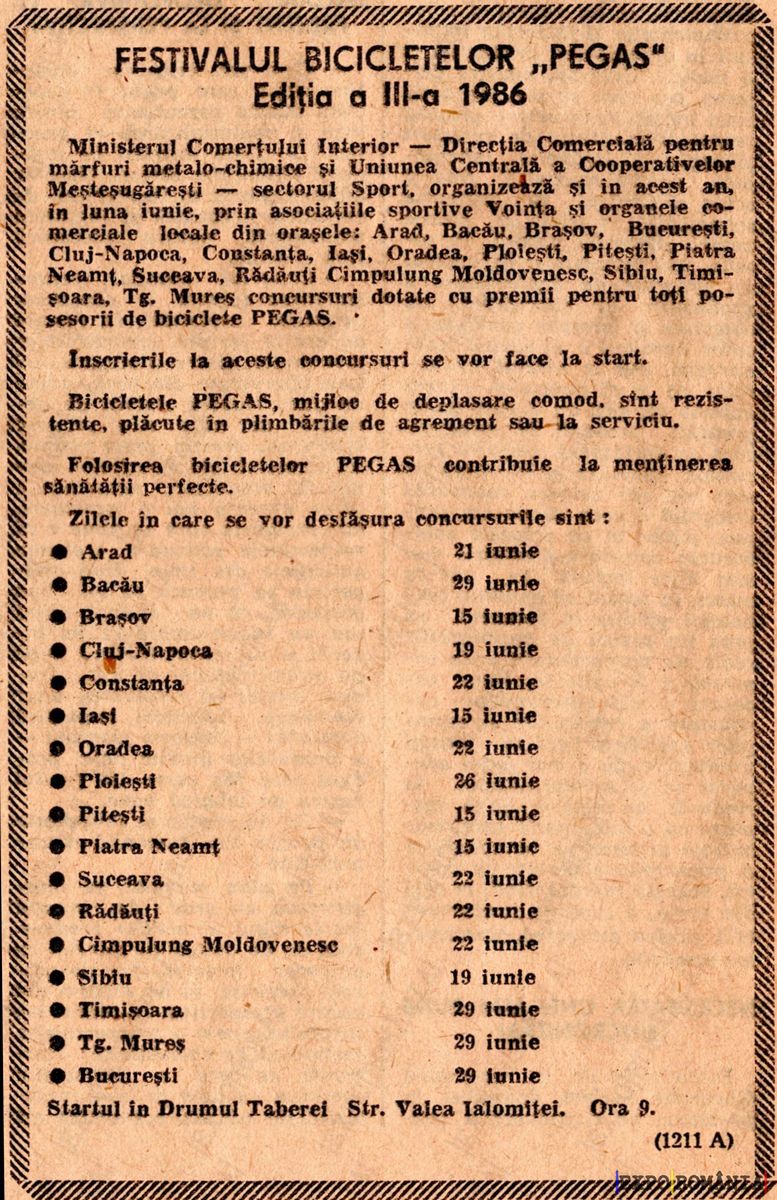 FESTIVALUL BICICLETELOR „PEGAS“
Ediția a III-a 1986
Ministerul Comerțului Interior — Direcția Comercială pentru
mărfuri metalo-chimice și Uniunea Centrală a Cooperativelor
Meșteșugărești — sectorul Sport, organizează și în acest an,
în luna iunie, prin asociațiile sportive Voința și organele co-
merciale locale din orașele: Arad, Bacău, Brașov, București,
Cluj-Napoca, Constanța, Iași, Oradea, Ploiești, Pitești, Piatra
Neamț, Suceava, Rădăuți Cîmpulung Moldovenesc, Sibiu, Timi-
șoara, Tg. Mureș concursuri dotate cu premii pentru toți po-
sesorii de biciclete PEGAS.
Inscrierile la aceste concursuri se vor face la start.
Bicicletele PEGAS, mijloc de deplasare comod, sînt rezis-
tente, plăcute în plimbările de agrement sau la serviciu.
Folosirea bicicletelor PEGAS contribuie la menținerea
sănătății perfecte.
Zilele în care se vor desfășura concursurile sînt :
● Arad 21 iunie
● Bacău 29 iunie
● Brașov 15 iunie
● Cluj-Napoca 19 iunie
● Constanța 22 iunie
● Iași 15 iunie
● Oradea 22 iunie
● Ploiești 26 iunie
● Pitești 15 iunie
● Piatra Neamț 15 iunie
● Suceava 22 iunie
● Rădăuți 22 iunie
● Cîmpulung Moldovenesc 22 iunie
● Sibiu 19 iunie
● Timișoara 29 iunie
● Tg. Mureș 29 iunie
● București 29 iunie
Startul în Drumul Taberei Str. Valea Ialomiței. Ora 9.
(1211 A)
EXPO ROMÂNIA